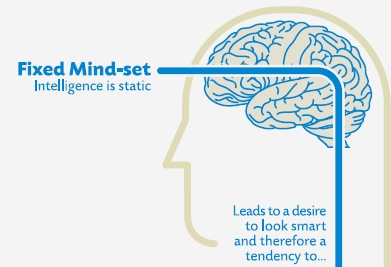 Fixed Mind-set
Intelligence is static
Leads to a desire
to look smart
and therefore a
tendency to...